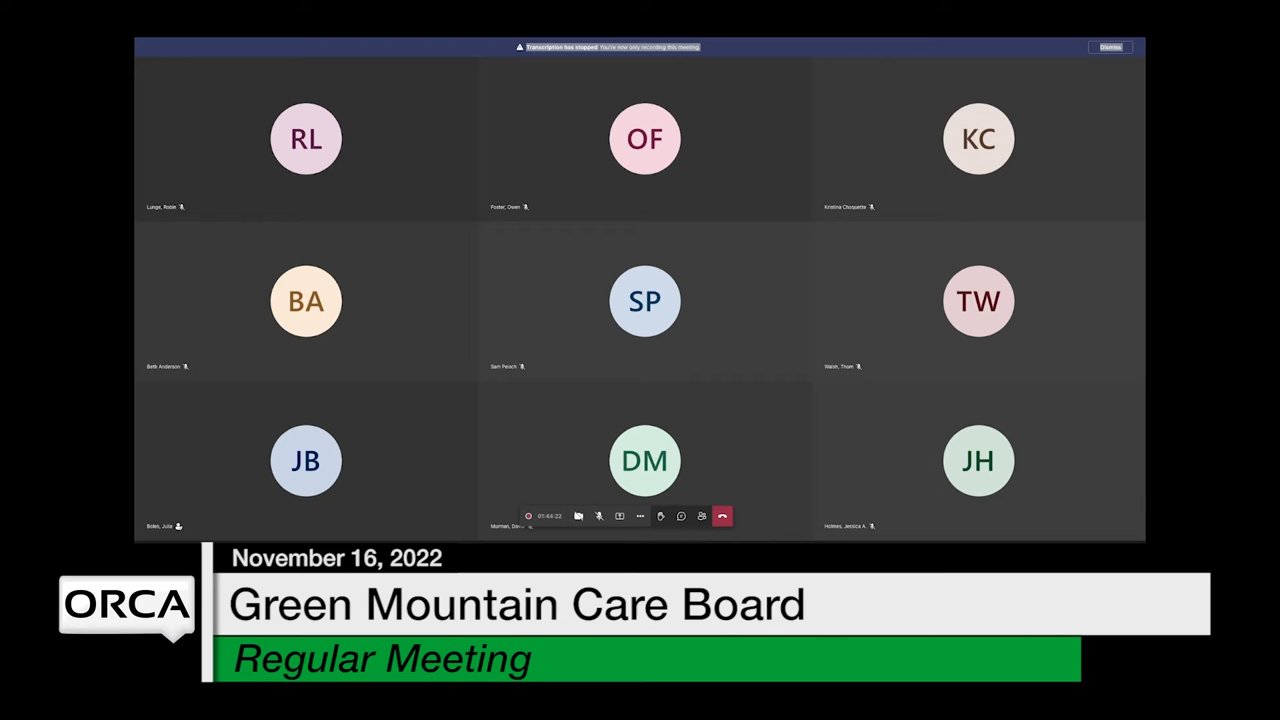 Transcription has stopped You're now only recording this meeting. Dismiss
RL OF KC
Lunge, Robin Foster, Owen Kristina Choquette
BA SP TW
Beth Anderson Sam Peisch Walsh, Thom
JB DM JH
01:44:22
Boles, Julia Murman, Holmes, Jessica A.
November 16, 2022
ORCA
Green Mountain Care Board
Regular Meeting